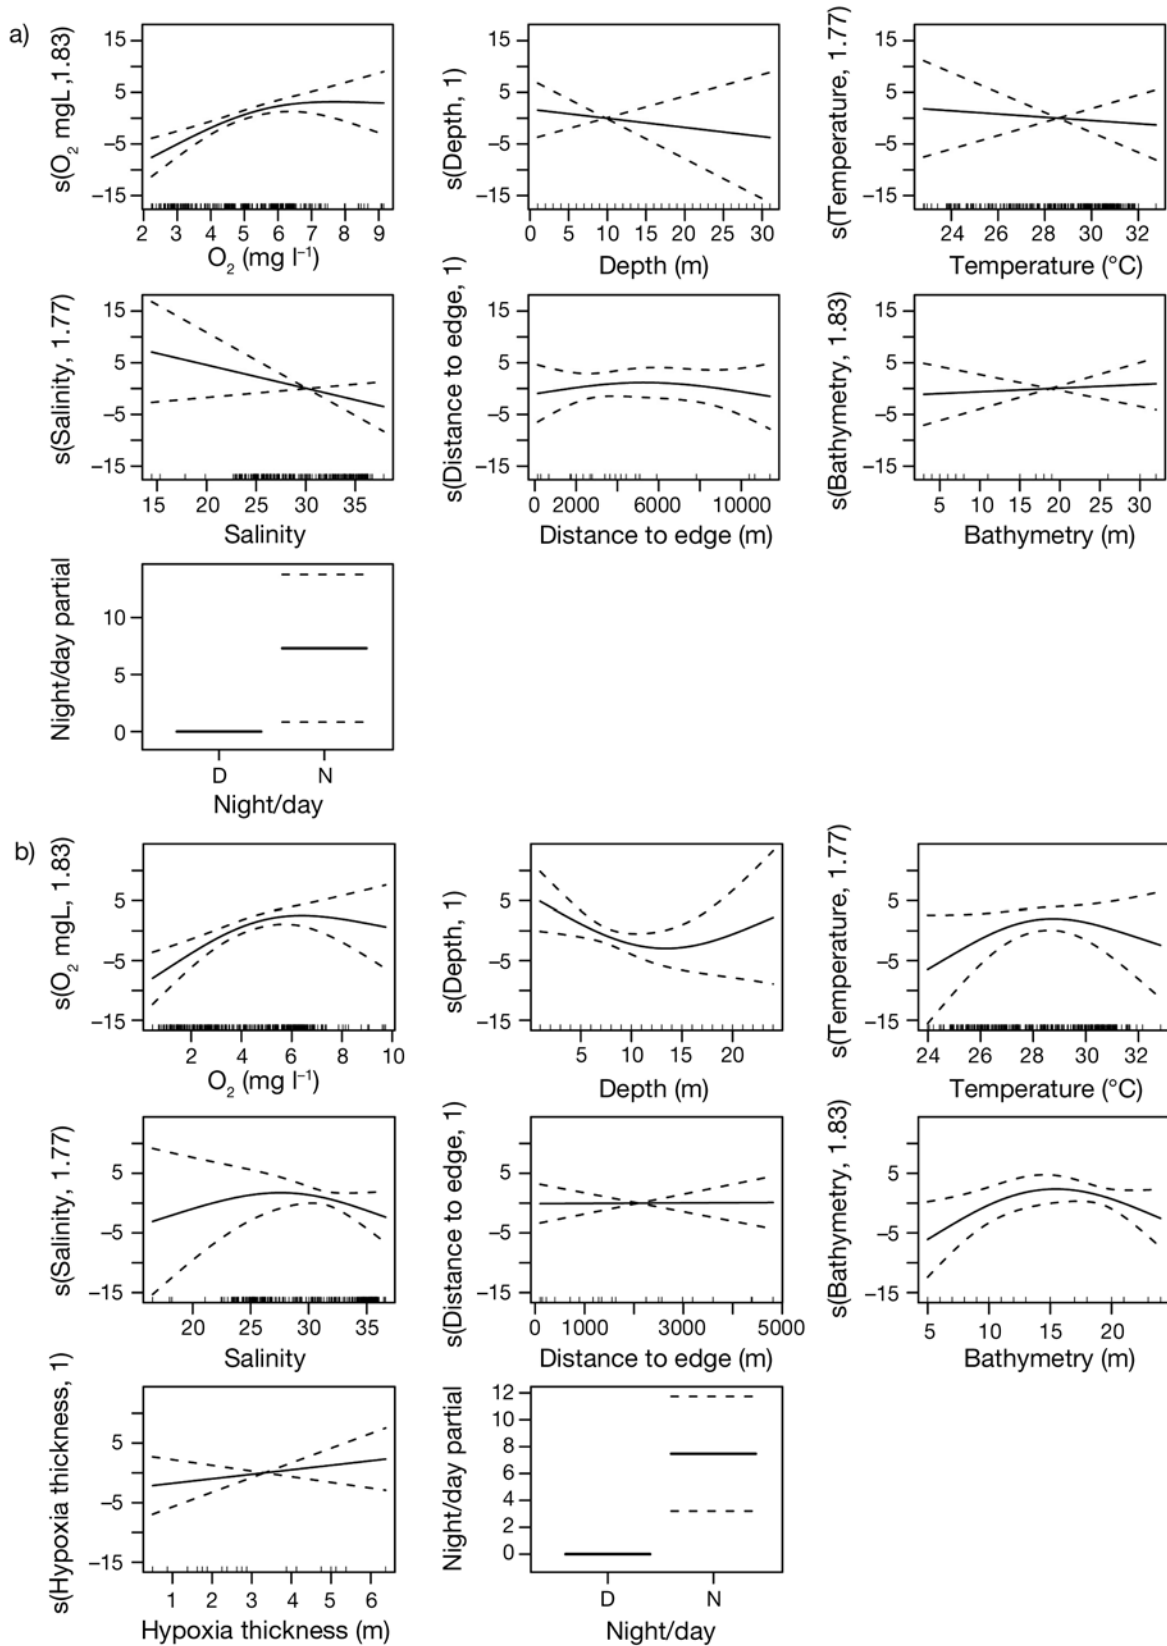 a)
s(O₂ mgL ,1.83)
15
5
−5
−15
2 3 4 5 6 7 8 9
O₂ (mg l⁻¹)
s(Depth, 1)
15
5
−5
−15
0 5 10 15 20 25 30
Depth (m)
s(Temperature, 1.77)
15
5
−5
−15
24 26 28 30 32
Temperature (°C)
s(Salinity, 1.77)
15
5
−5
−15
15 20 25 30 35
Salinity
s(Distance to edge, 1)
15
5
−5
−15
0 2000 6000 10000
Distance to edge (m)
s(Bathymetry, 1.83)
15
5
−5
−15
5 10 15 20 25 30
Bathymetry (m)
Night/day partial
10
5
0
D N
Night/day
b)
s(O₂ mgL, 1.83)
5
−5
−15
2 4 6 8 10
O₂ (mg l⁻¹)
s(Depth, 1)
5
−5
−15
5 10 15 20
Depth (m)
s(Temperature, 1.77)
5
−5
−15
24 26 28 30 32
Temperature (°C)
s(Salinity, 1.77)
5
−5
−15
20 25 30 35
Salinity
s(Distance to edge, 1)
5
−5
−15
0 1000 3000 5000
Distance to edge (m)
s(Bathymetry, 1.83)
5
−5
−15
5 10 15 20
Bathymetry (m)
s(Hypoxia thickness, 1)
5
−5
−15
1 2 3 4 5 6
Hypoxia thickness (m)
Night/day partial
12
10
8
6
4
2
0
D N
Night/day